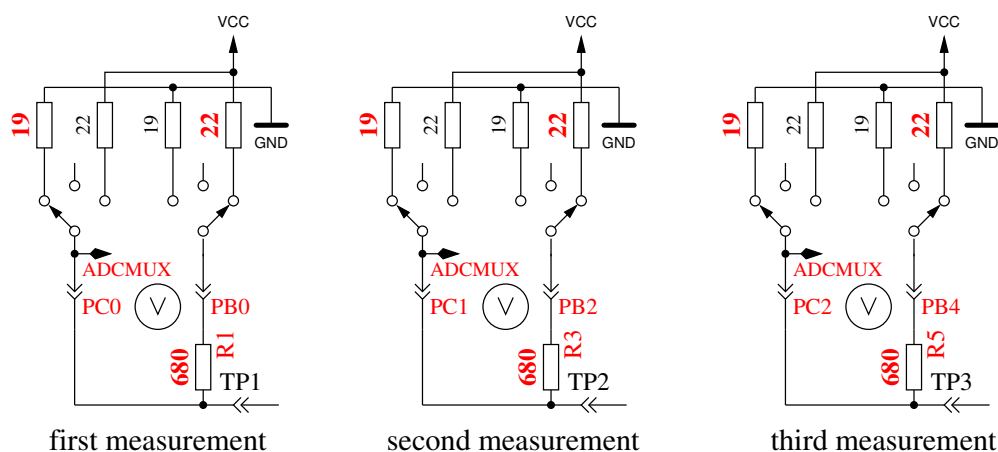 VCC VCC VCC
19 22 19 22 19 22 19 22 19 22 19 22
GND GND GND
ADCMUX ADCMUX ADCMUX
PC0 V PB0 PC1 V PB2 PC2 V PB4
680 R1 680 R3 680 R5
TP1 TP2 TP3
first measurement second measurement third measurement